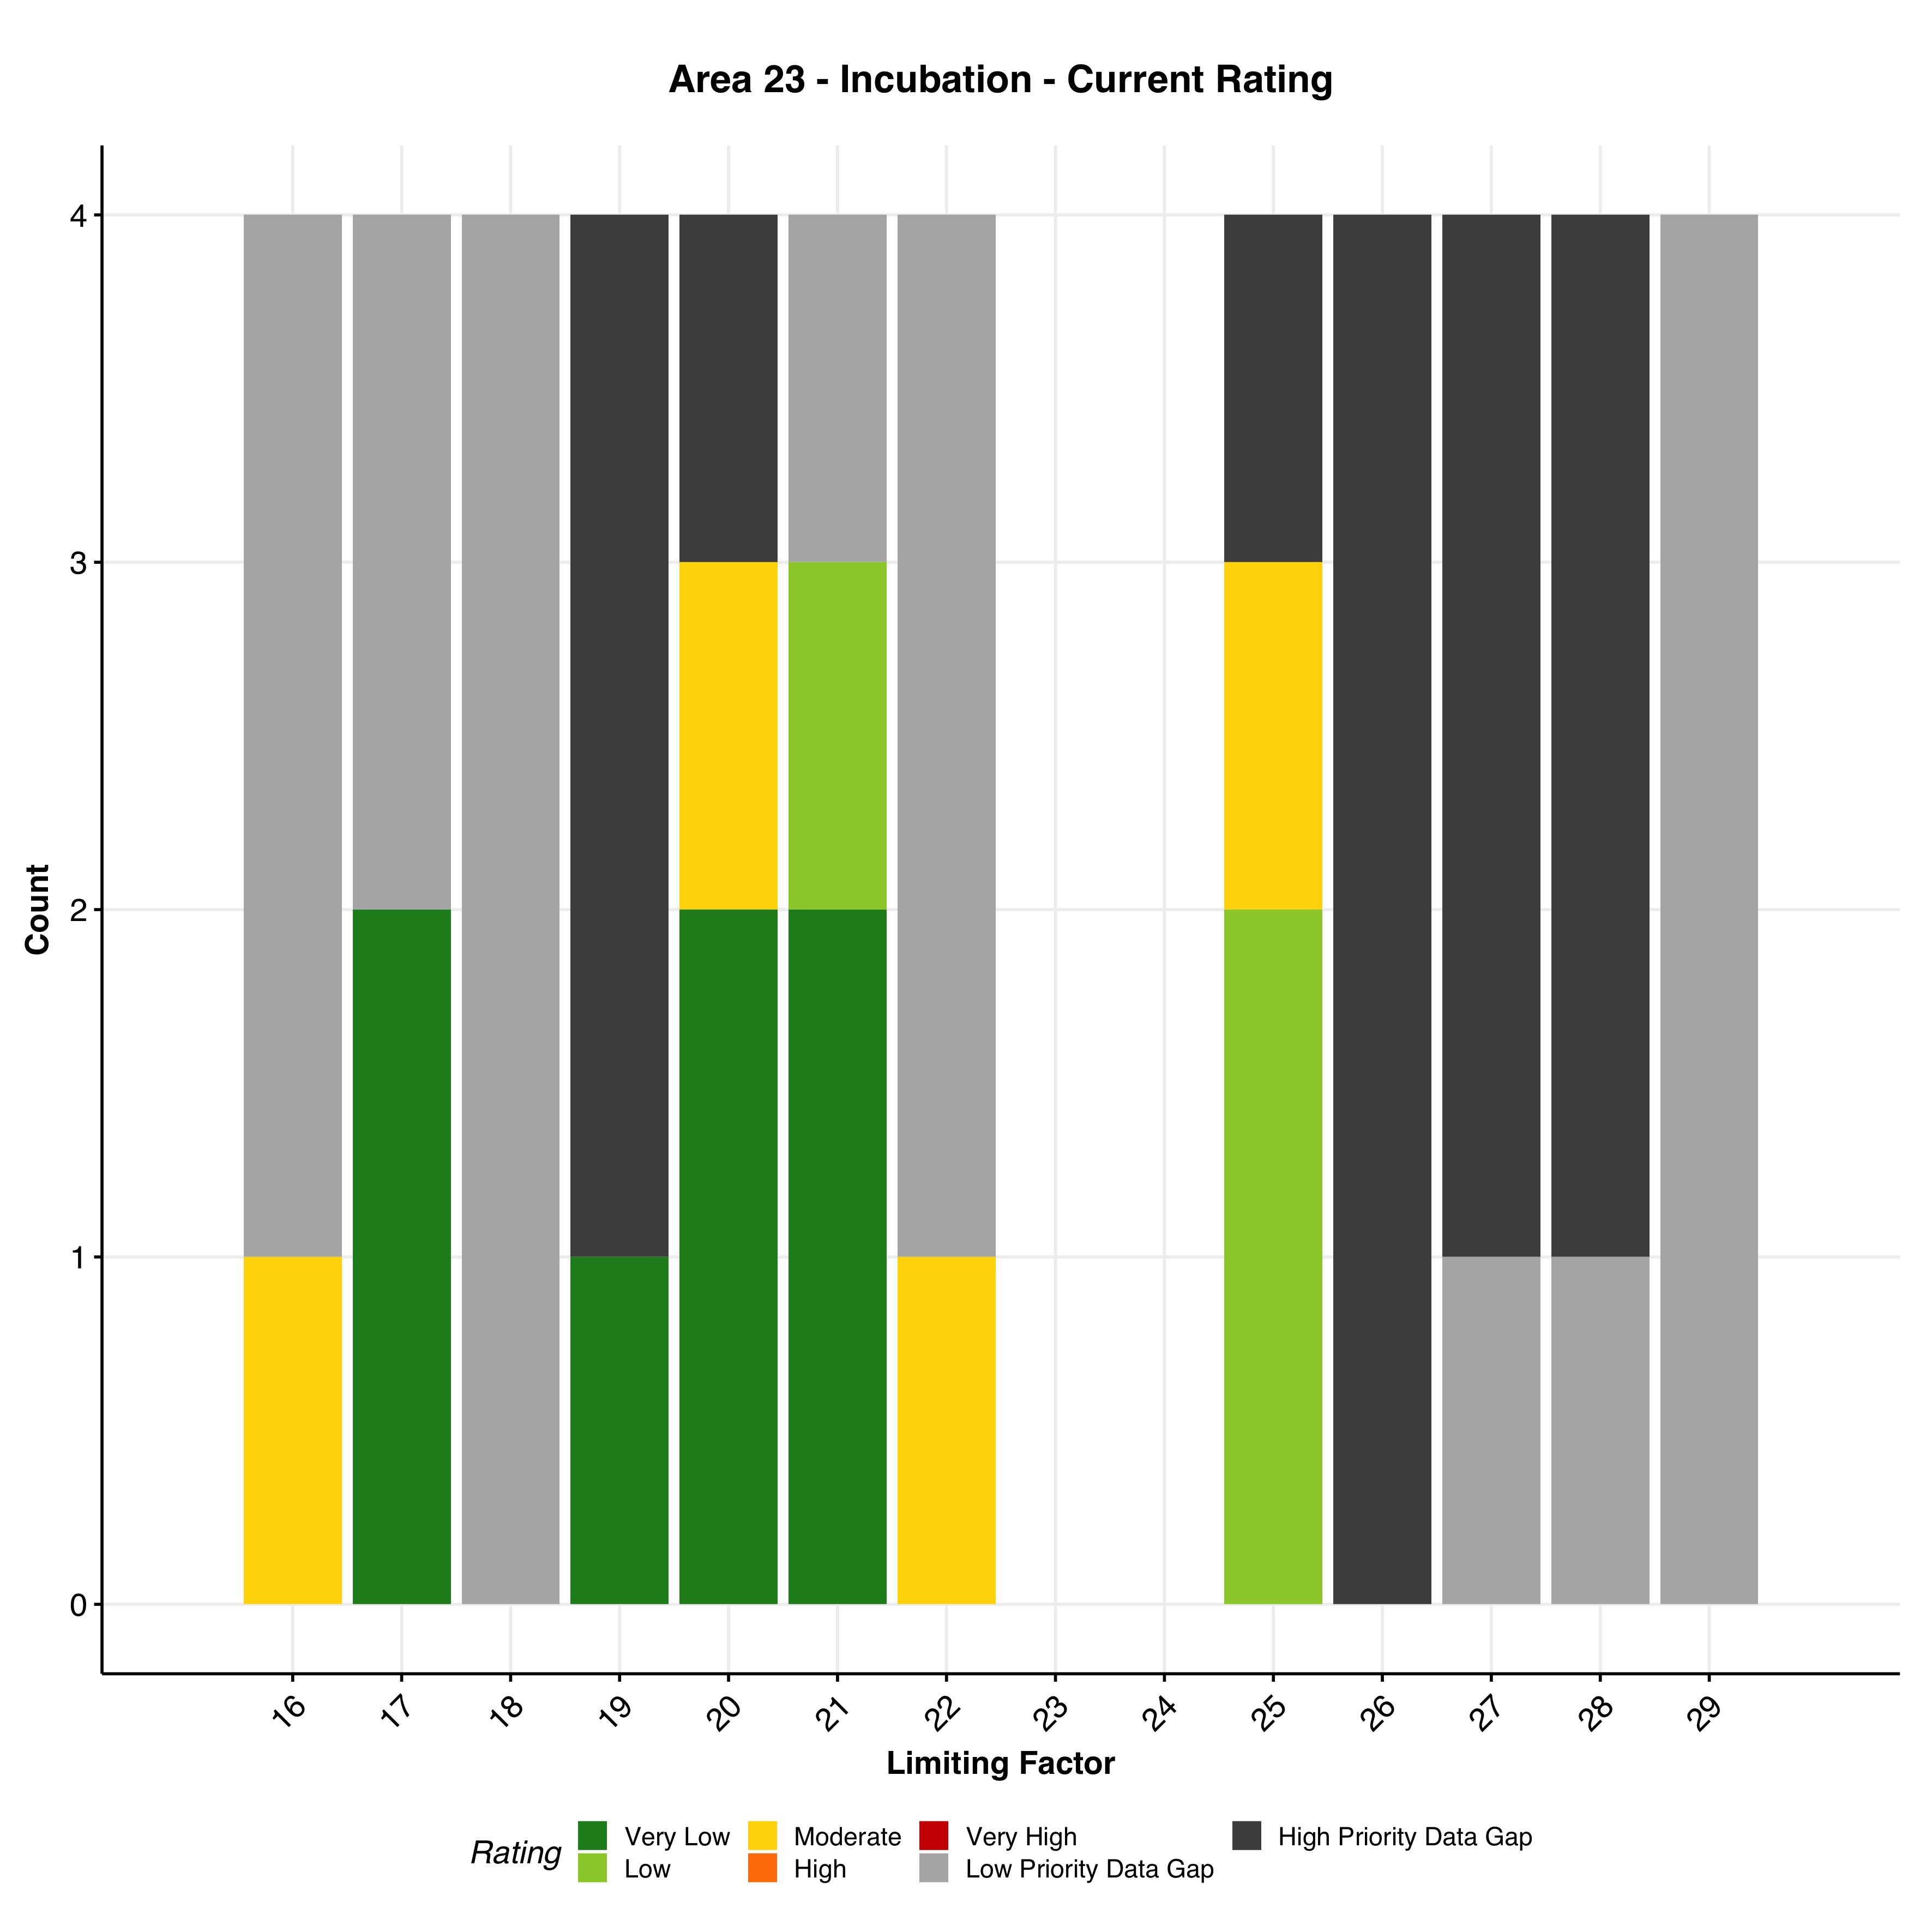 Area 23 - Incubation - Current Rating
4
3
2
1
0
Count
16 17 18 19 20 21 22 23 24 25 26 27 28 29
Limiting Factor
Rating
Very Low Moderate Very High High Priority Data Gap
Low High Low Priority Data Gap